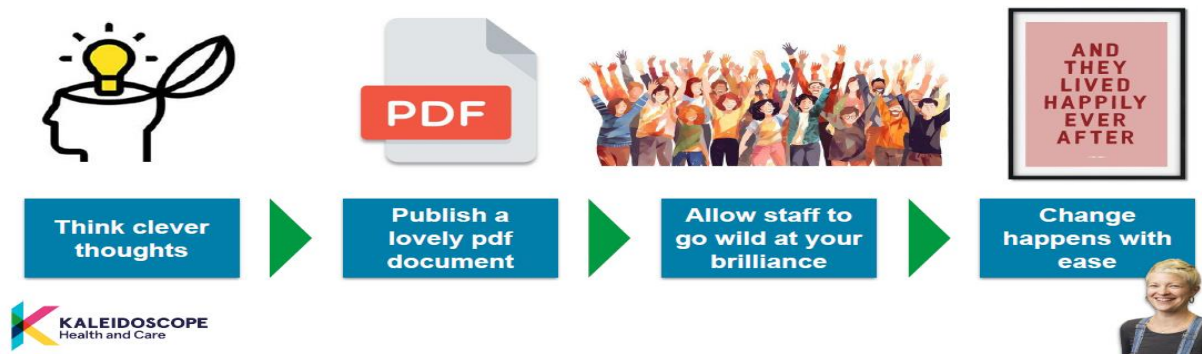 PDF
AND
THEY
LIVED
HAPPILY
EVER
AFTER
Think clever
thoughts
Publish a
lovely pdf
document
Allow staff to
go wild at your
brilliance
Change
happens with
ease
KALEIDOSCOPE
Health and Care